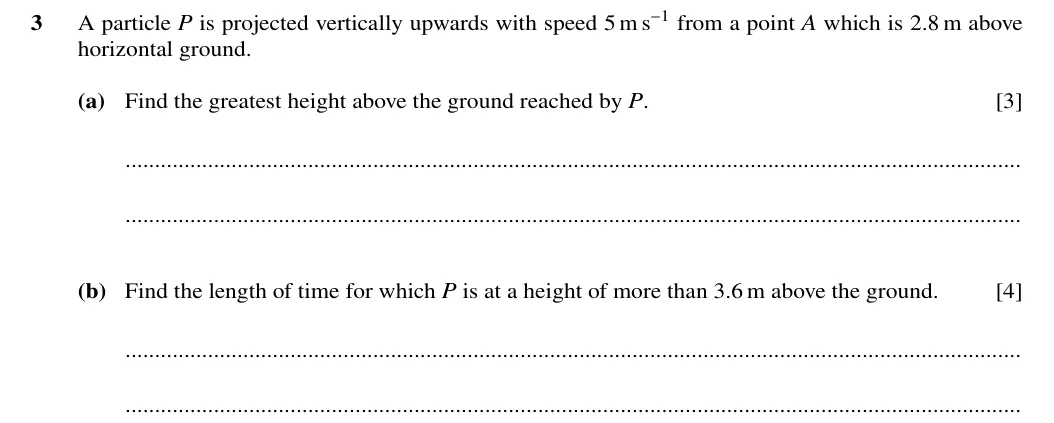 3 A particle P is projected vertically upwards with speed 5 m s⁻¹ from a point A which is 2.8 m above
horizontal ground.
(a) Find the greatest height above the ground reached by P. [3]
................................................................................
................................................................................
(b) Find the length of time for which P is at a height of more than 3.6 m above the ground. [4]
................................................................................
................................................................................